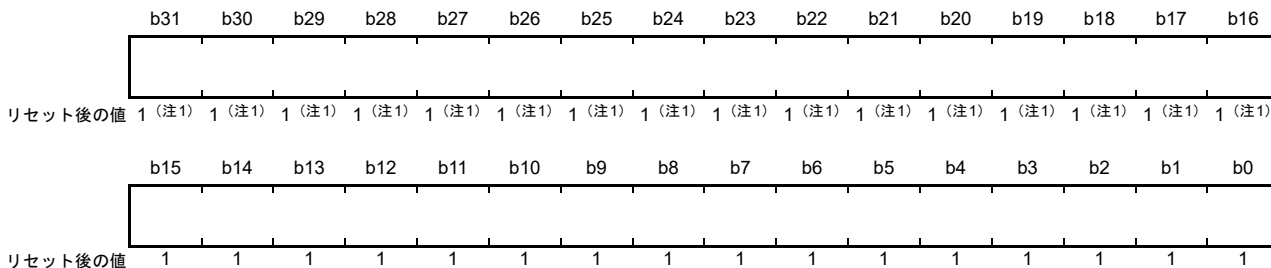 b31 b30 b29 b28 b27 b26 b25 b24 b23 b22 b21 b20 b19 b18 b17 b16
リセット後の値 1（注1） 1（注1） 1（注1） 1（注1） 1（注1） 1（注1） 1（注1） 1（注1） 1（注1） 1（注1） 1（注1） 1（注1） 1（注1） 1（注1） 1（注1） 1（注1）
b15 b14 b13 b12 b11 b10 b9 b8 b7 b6 b5 b4 b3 b2 b1 b0
リセット後の値 1 1 1 1 1 1 1 1 1 1 1 1 1 1 1 1